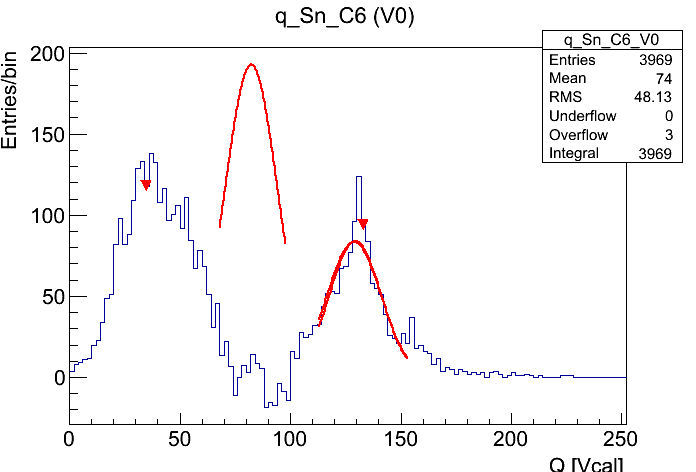 q_Sn_C6 (V0)
q_Sn_C6_V0
Entries 3969
Mean 74
RMS 48.13
Underflow 0
Overflow 3
Integral 3969
Entries/bin
200
150
100
50
0
0 50 100 150 200 250
Q [Vcal]